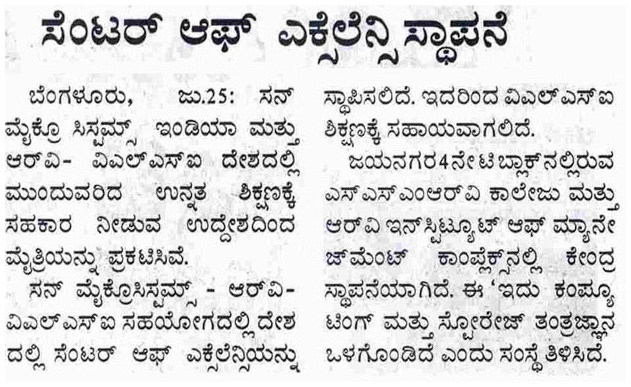 ಸೆಂಟರ್ ಆಫ್ ಎಕ್ಸೆಲೆನ್ಸಿ ಸ್ಥಾಪನೆ
ಬೆಂಗಳೂರು, ಜು.25: ಸನ್
ಮೈಕ್ರೊ ಸಿಸ್ಟಮ್ಸ್ ಇಂಡಿಯಾ ಮತ್ತು
ಆರ್‌ವಿ- ವಿಎಲ್‌ಎಸ್‌ಐ ದೇಶದಲ್ಲಿ
ಮುಂದುವರಿದ ಉನ್ನತ ಶಿಕ್ಷಣಕ್ಕೆ
ಸಹಕಾರ ನೀಡುವ ಉದ್ದೇಶದಿಂದ
ಮೈತ್ರಿಯನ್ನು ಪ್ರಕಟಿಸಿವೆ.
ಸನ್ ಮೈಕ್ರೊಸಿಸ್ಟಮ್ಸ್ - ಆರ್‌ವಿ-
ವಿಎಲ್‌ಎಸ್‌ಐ ಸಹಯೋಗದಲ್ಲಿ ದೇಶ
ದಲ್ಲಿ ಸೆಂಟರ್ ಆಫ್ ಎಕ್ಸೆಲೆನ್ಸಿಯನ್ನು
ಸ್ಥಾಪಿಸಲಿದೆ. ಇದರಿಂದ ವಿಎಲ್‌ಎಸ್‌ಐ
ಶಿಕ್ಷಣಕ್ಕೆ ಸಹಾಯವಾಗಲಿದೆ.
ಜಯನಗರ 4ನೇ ಟಿ ಬ್ಲಾಕ್‌ನಲ್ಲಿರುವ
ಎಸ್‌ಎಸ್‌ಎಂಆರ್‌ವಿ ಕಾಲೇಜು ಮತ್ತು
ಆರ್‌ವಿ ಇನ್‌ಸ್ಟಿಟ್ಯೂಟ್ ಆಫ್ ಮ್ಯಾನೇ
ಜ್‌ಮೆಂಟ್ ಕಾಂಪ್ಲೆಕ್ಸ್‌ನಲ್ಲಿ ಕೇಂದ್ರ
ಸ್ಥಾಪನೆಯಾಗಿದೆ. ಈ 'ಇದು ಕಂಪ್ಯೂ
ಟಿಂಗ್ ಮತ್ತು ಸ್ಟೋರೇಜ್ ತಂತ್ರಜ್ಞಾನ
ಒಳಗೊಂಡಿದೆ ಎಂದು ಸಂಸ್ಥೆ ತಿಳಿಸಿದೆ.